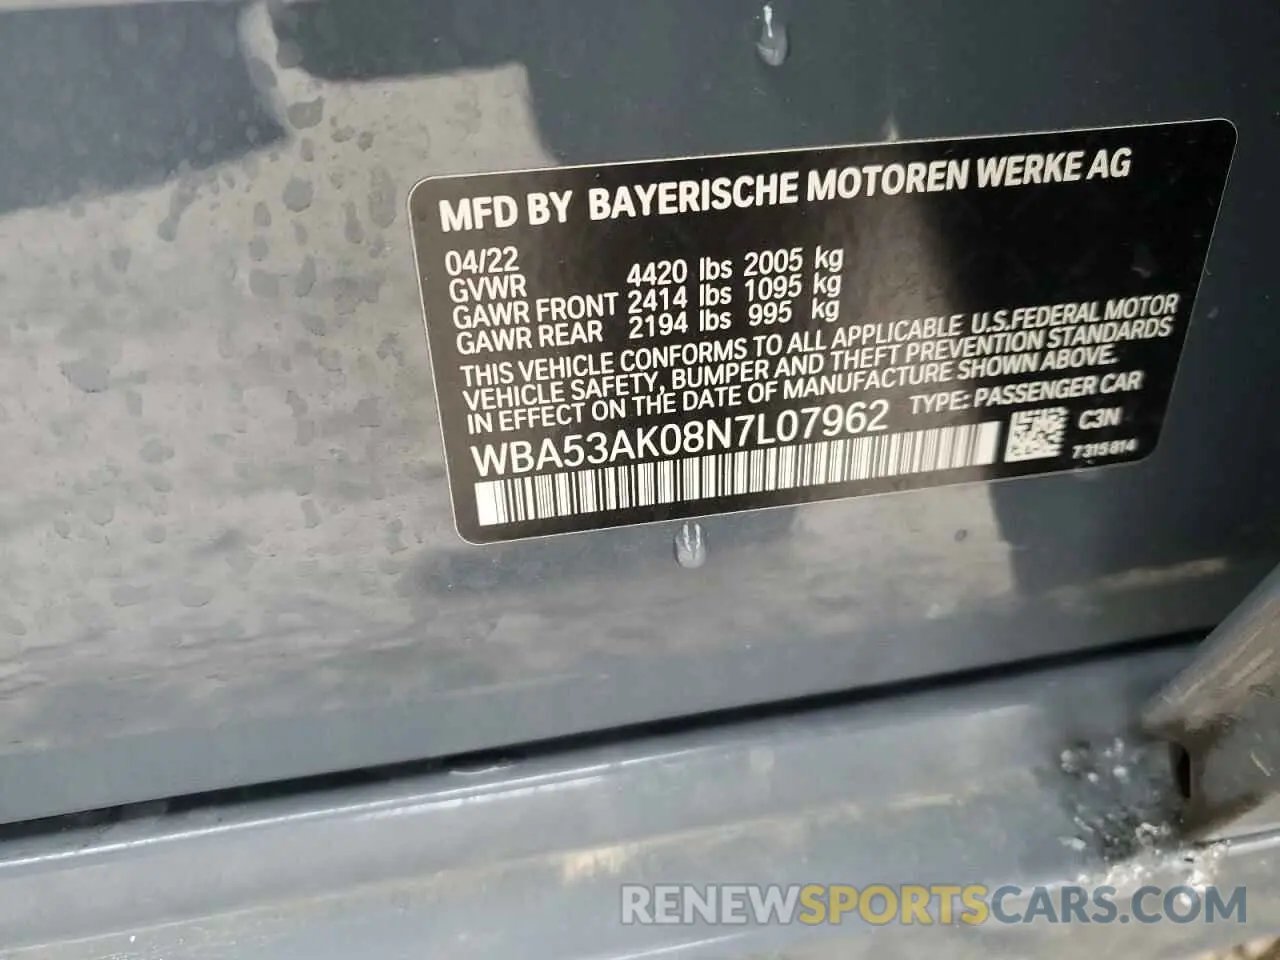 MFD BY BAYERISCHE MOTOREN WERKE AG
04/22
GVWR 4420 lbs 2005 kg
GAWR FRONT 2414 lbs 1095 kg
GAWR REAR 2194 lbs 995 kg
THIS VEHICLE CONFORMS TO ALL APPLICABLE U.S.FEDERAL MOTOR
VEHICLE SAFETY, BUMPER AND THEFT PREVENTION STANDARDS
IN EFFECT ON THE DATE OF MANUFACTURE SHOWN ABOVE.
WBA53AK08N7L07962 TYPE: PASSENGER CAR
C3N
7315814
RENEWSPORTSCARS.COM